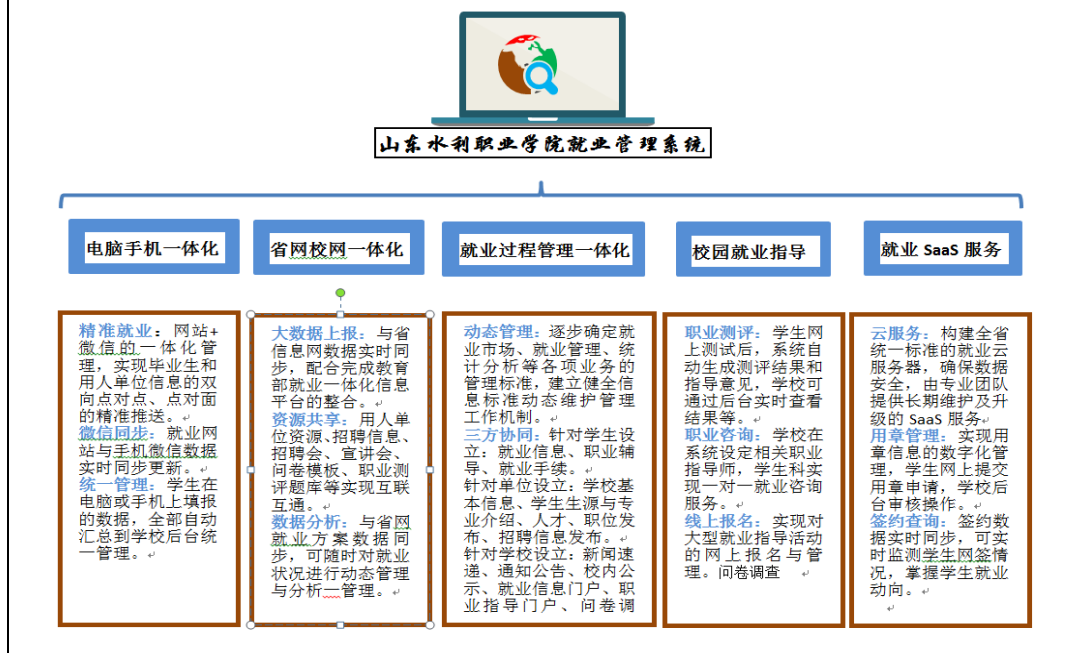 山东水利职业学院就业管理系统
电脑手机一体化
省网校网一体化
就业过程管理一体化
校园就业指导
就业 SaaS 服务
精准就业：网站+
微信的一体化管
理，实现毕业生和
用人单位信息的双
向点对点、点对面
的精准推送。
微信同步：就业网
站与手机微信数据
实时同步更新。
统一管理：学生在
电脑或手机上填报
的数据，全部自动
汇总到学校后台统
一管理。
大数据上报：与省
信息网数据实时同
步，配合完成教育
部就业一体化信息
平台的整合。
资源共享：用人单
位资源、招聘信息、
招聘会、宣讲会、
问卷模板、职业测
评题库等实现互联
互通。
数据分析：与省网
就业方案数据同
步，可随时对就业
状况进行动态管理
与分析一管理。
动态管理：逐步确定就
业市场、就业管理、统
计分析等各项业务的
管理标准，建立健全信
息标准动态维护管理
工作机制。
三方协同：针对学生设
立：就业信息、职业辅
导、就业手续。
针对单位设立：学校基
本信息、学生生源与专
业介绍、人才、职位发
布、招聘信息发布。
针对学校设立：新闻速
递、通知公告、校内公
示、就业信息门户、职
业指导门户、问卷调
职业测评：学生网
上测试后，系统自
动生成测评结果和
指导意见，学校可
通过后台实时查看
结果等。
职业咨询：学校在
系统设定相关职业
指导师，学生科实
现一对一就业咨询
服务。
线上报名：实现对
大型就业指导活动
的网上报名与管
理。问卷调查
云服务：构建全省
统一标准的就业云
服务器，确保数据
安全，由专业团队
提供长期维护及升
级的 SaaS 服务
用章管理：实现用
章信息的数字化管
理，学生网上提交
用章申请，学校后
台审核操作。
签约查询：签约数
据实时同步，可实
时监测学生网签情
况，掌握学生就业
动向。